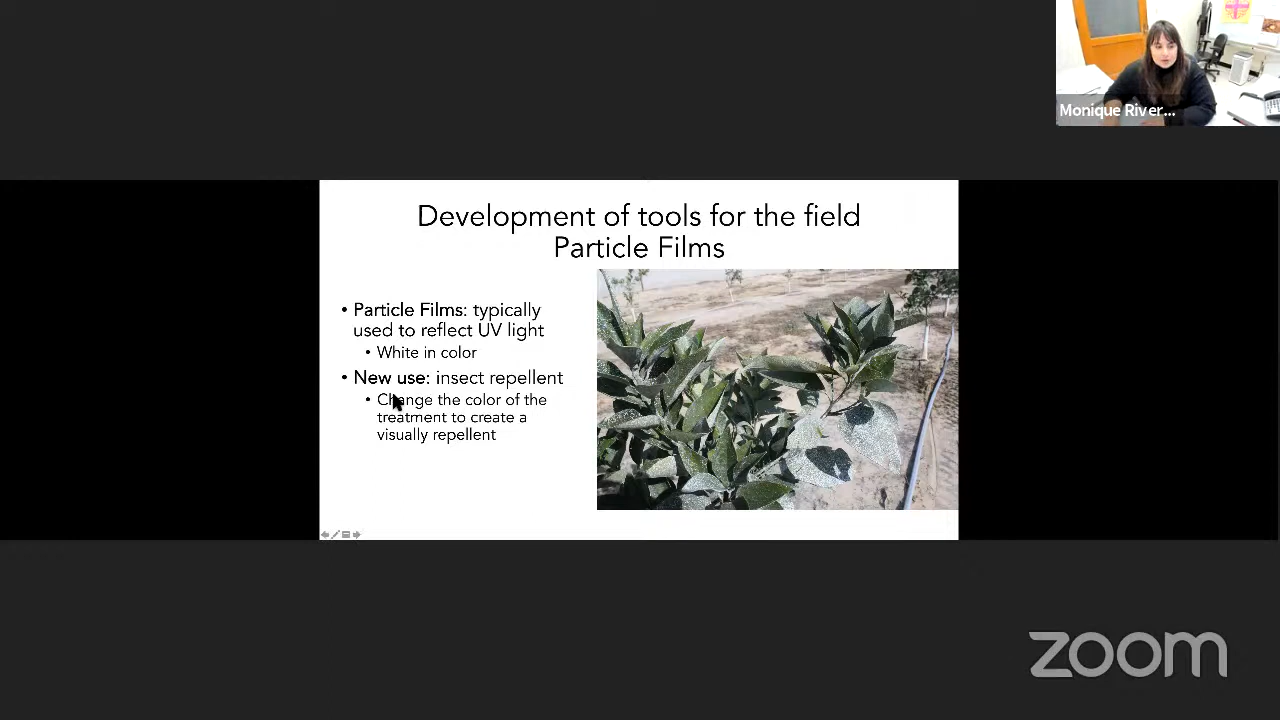 Monique River...
Development of tools for the field
Particle Films
• Particle Films: typically
used to reflect UV light
• White in color
• New use: insect repellent
• Change the color of the
treatment to create a
visually repellent
zoom